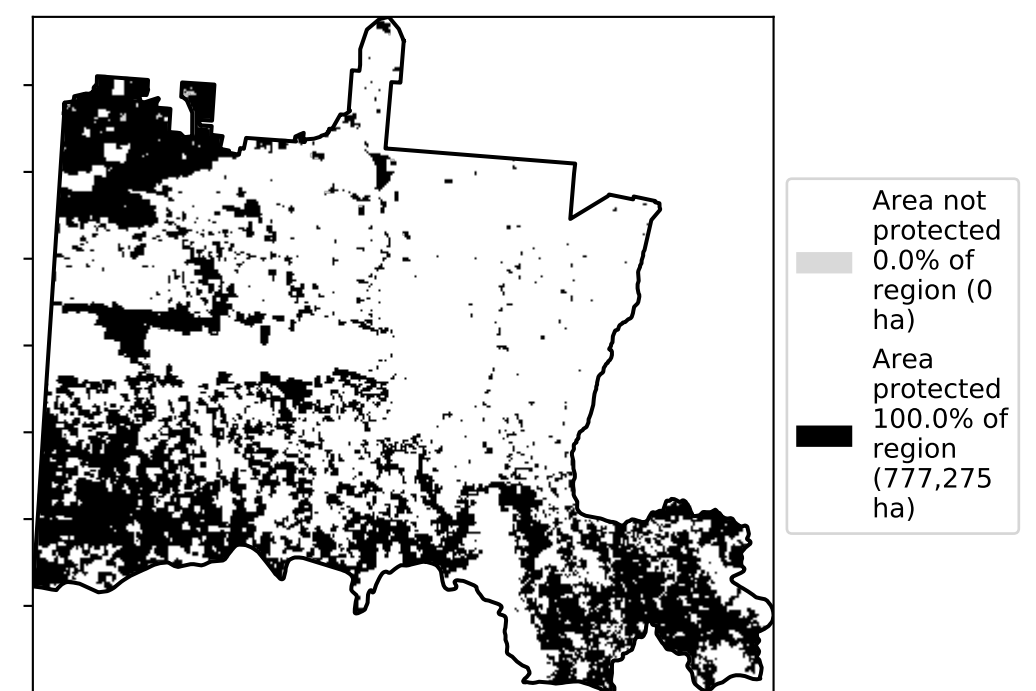 Area not
protected
0.0% of
region (0
ha)
Area
protected
100.0% of
region
(777,275
ha)